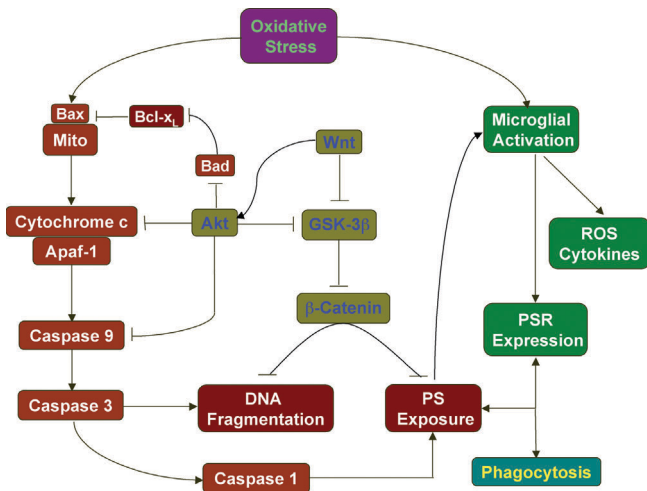 Oxidative
Stress
Bax
Mito
Bcl-xL
Bad
Wnt
Microglial
Activation
Cytochrome c
Apaf-1
Akt
GSK-3β
ROS
Cytokines
β-Catenin
PSR
Expression
Caspase 9
Caspase 3
DNA
Fragmentation
PS
Exposure
Caspase 1
Phagocytosis